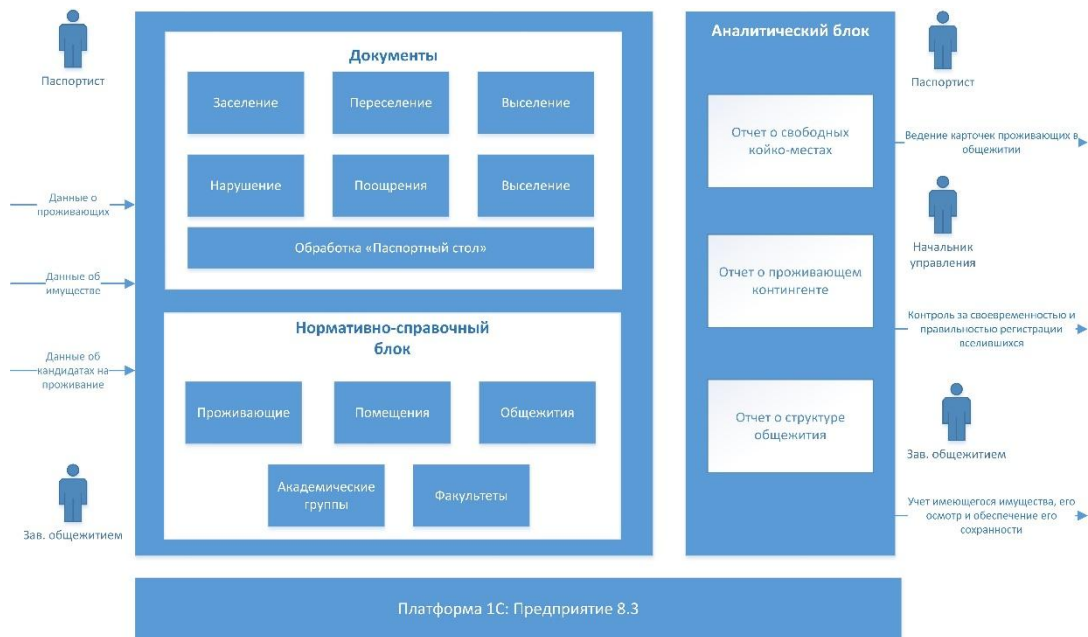 Паспортист
Данные о
проживающих
Данные об
имуществе
Данные об
кандидатах на
проживание
Зав. общежитием
Документы
Заселение
Переселение
Выселение
Нарушение
Поощрения
Выселение
Обработка «Паспортный стол»
Нормативно-справочный
блок
Проживающие
Помещения
Общежития
Академические
группы
Факультеты
Аналитический блок
Отчет о свободных
койко-местах
Отчет о проживающем
контингенте
Отчет о структуре
общежития
Паспортист
Ведение карточек проживающих в
общежитии
Начальник
управления
Контроль за своевременностью и
правильностью регистрации
вселившихся
Зав. общежитием
Учет имеющегося имущества, его
осмотр и обеспечение его
сохранности
Платформа 1С: Предприятие 8.3